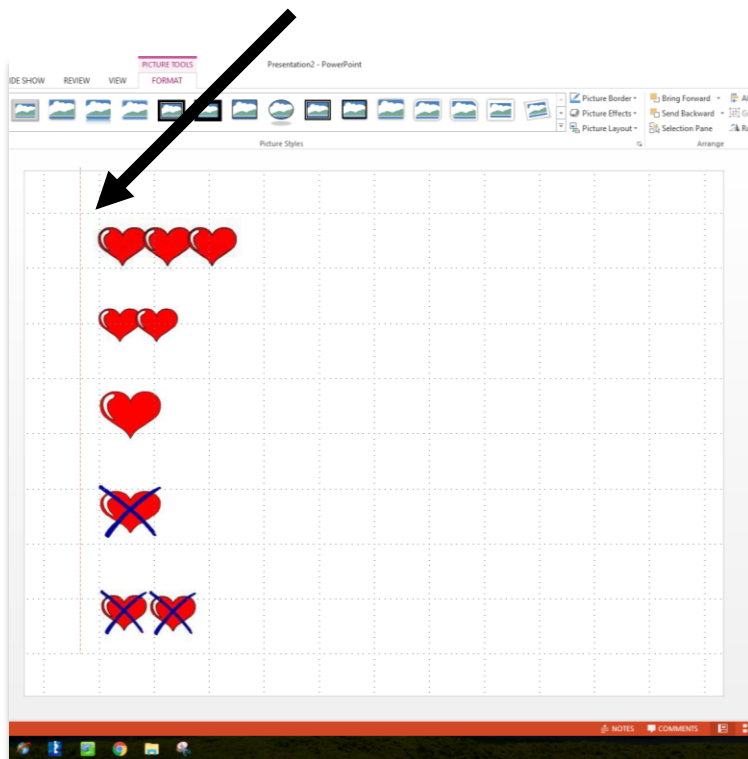 PICTURE TOOLS
Presentation2 - PowerPoint
IDE SHOW REVIEW VIEW FORMAT
Picture Border
Picture Effects
Picture Layout
Bring Forward
Send Backward
Selection Pane
Picture Styles
Arrange
NOTES COMMENTS